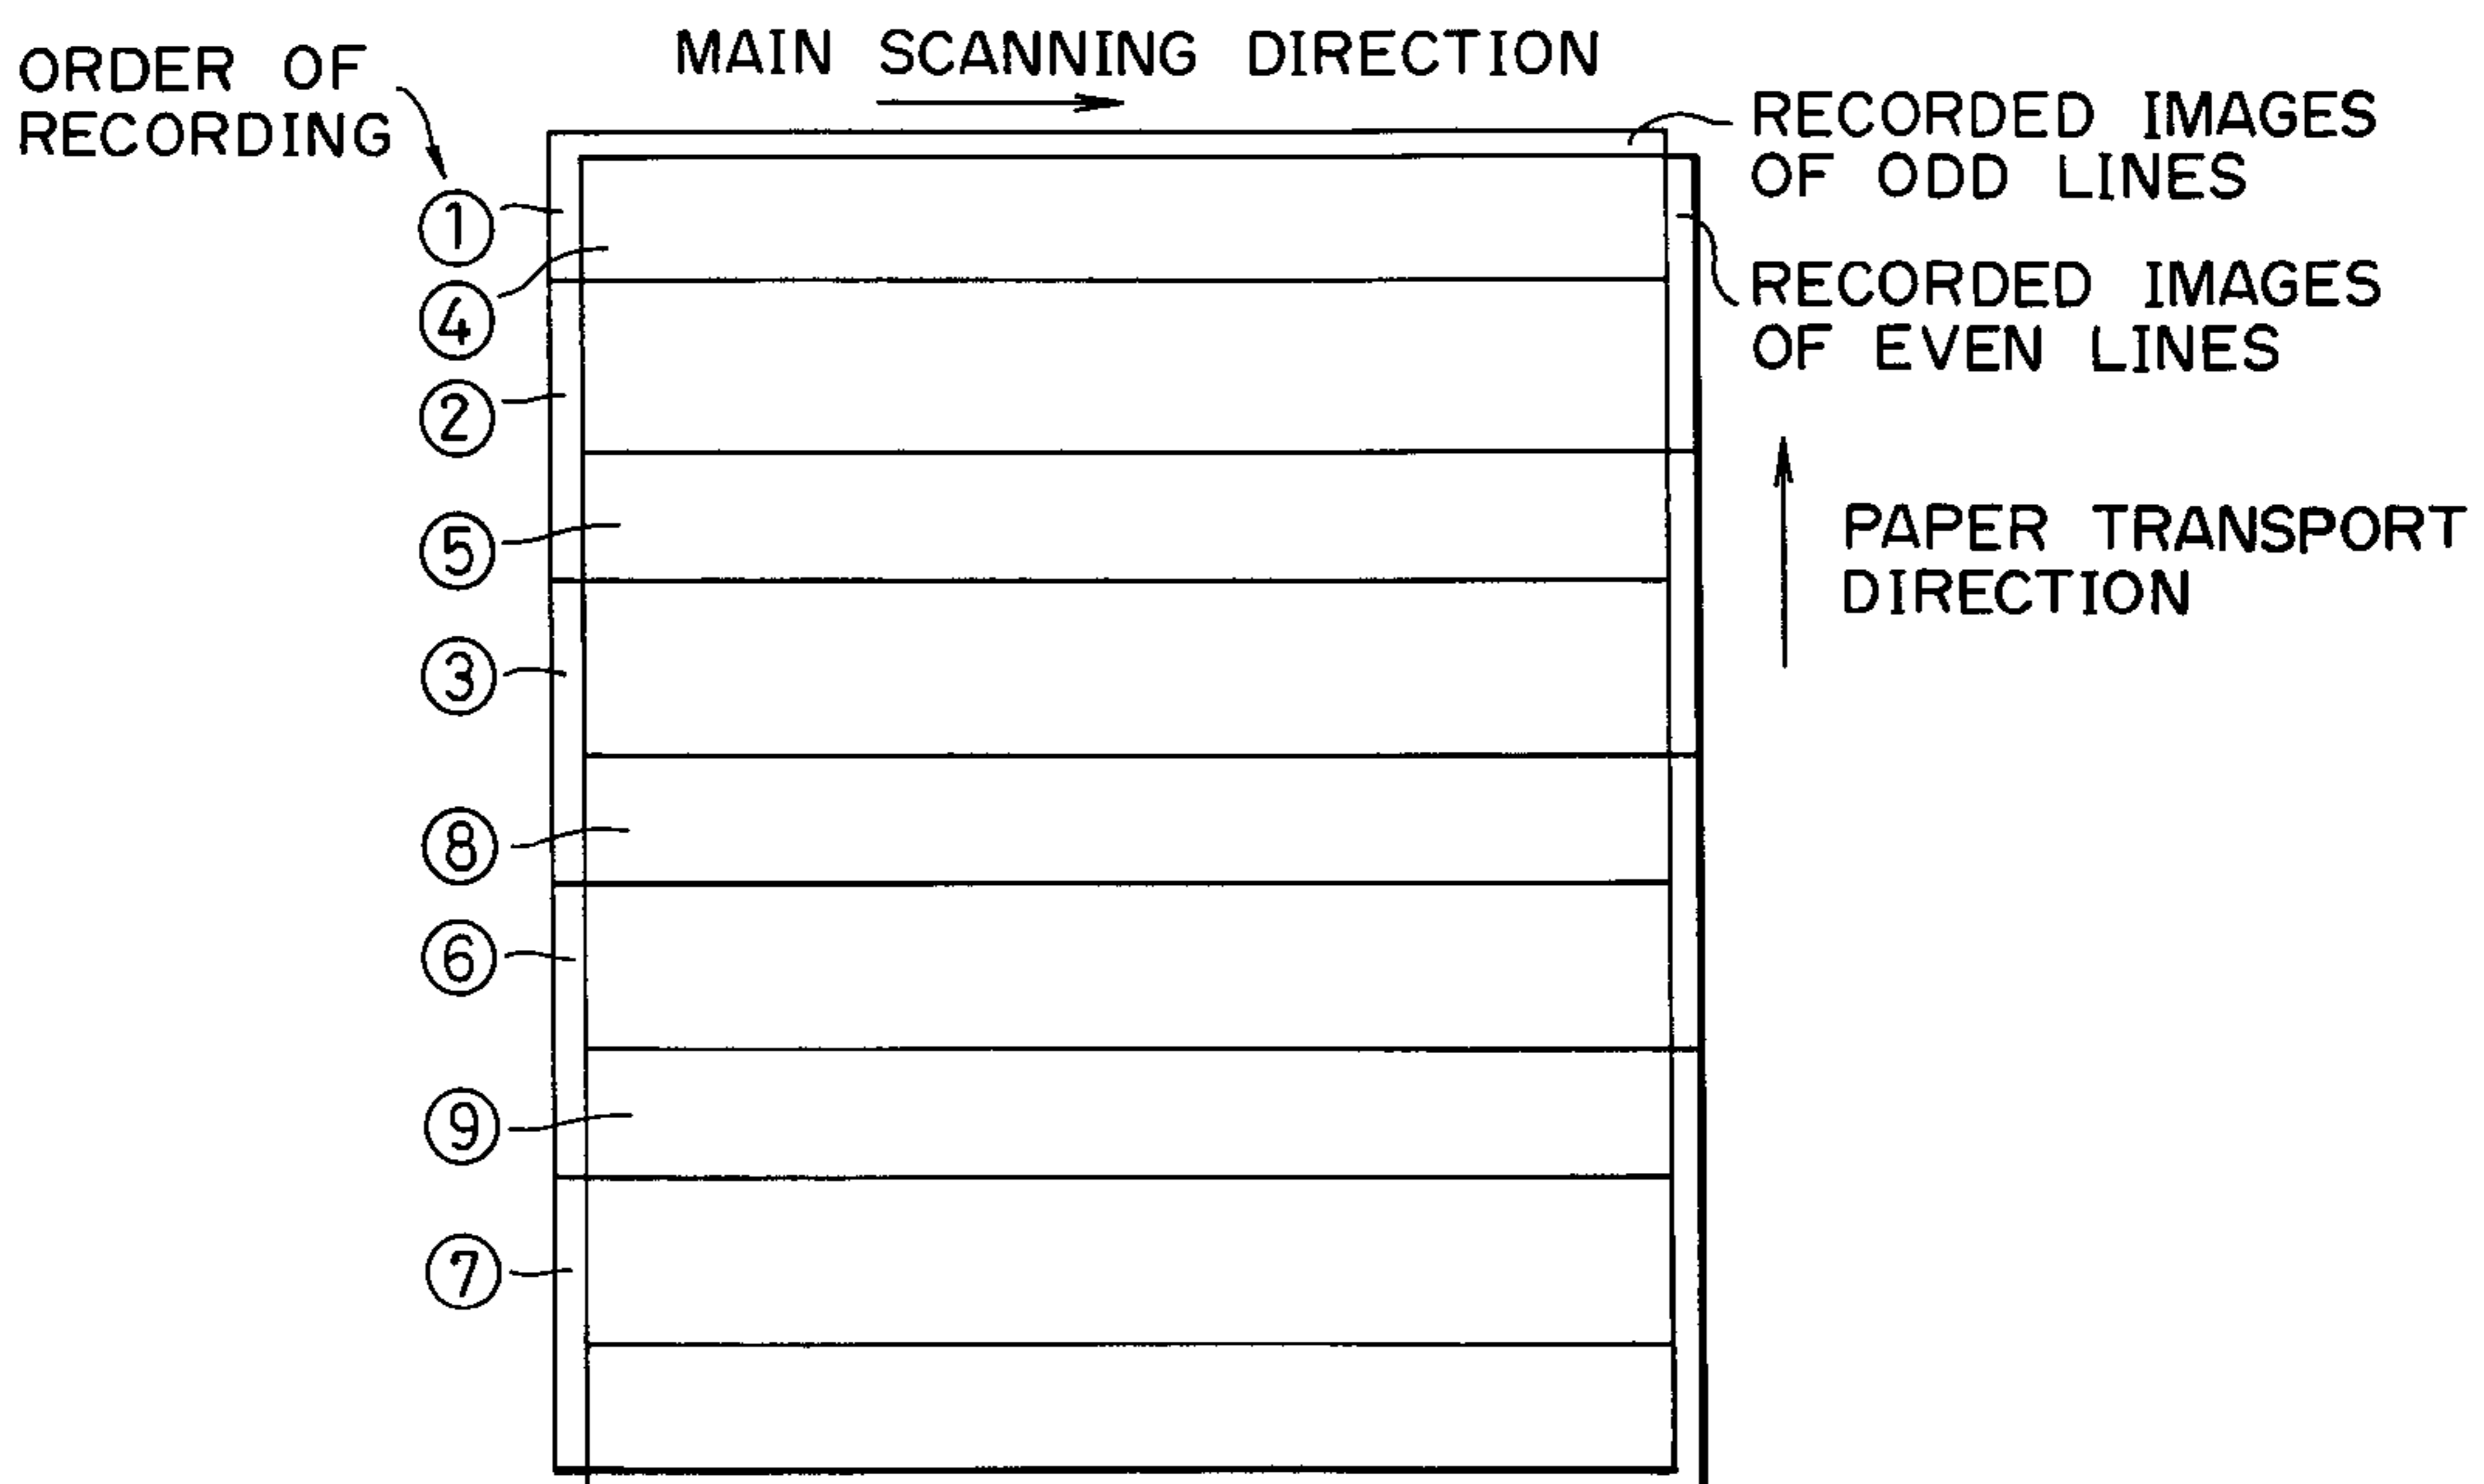 ORDER OF
RECORDING
MAIN SCANNING DIRECTION
RECORDED IMAGES
OF ODD LINES
RECORDED IMAGES
OF EVEN LINES
PAPER TRANSPORT
DIRECTION
①
④
②
⑤
③
⑧
⑥
⑨
⑦